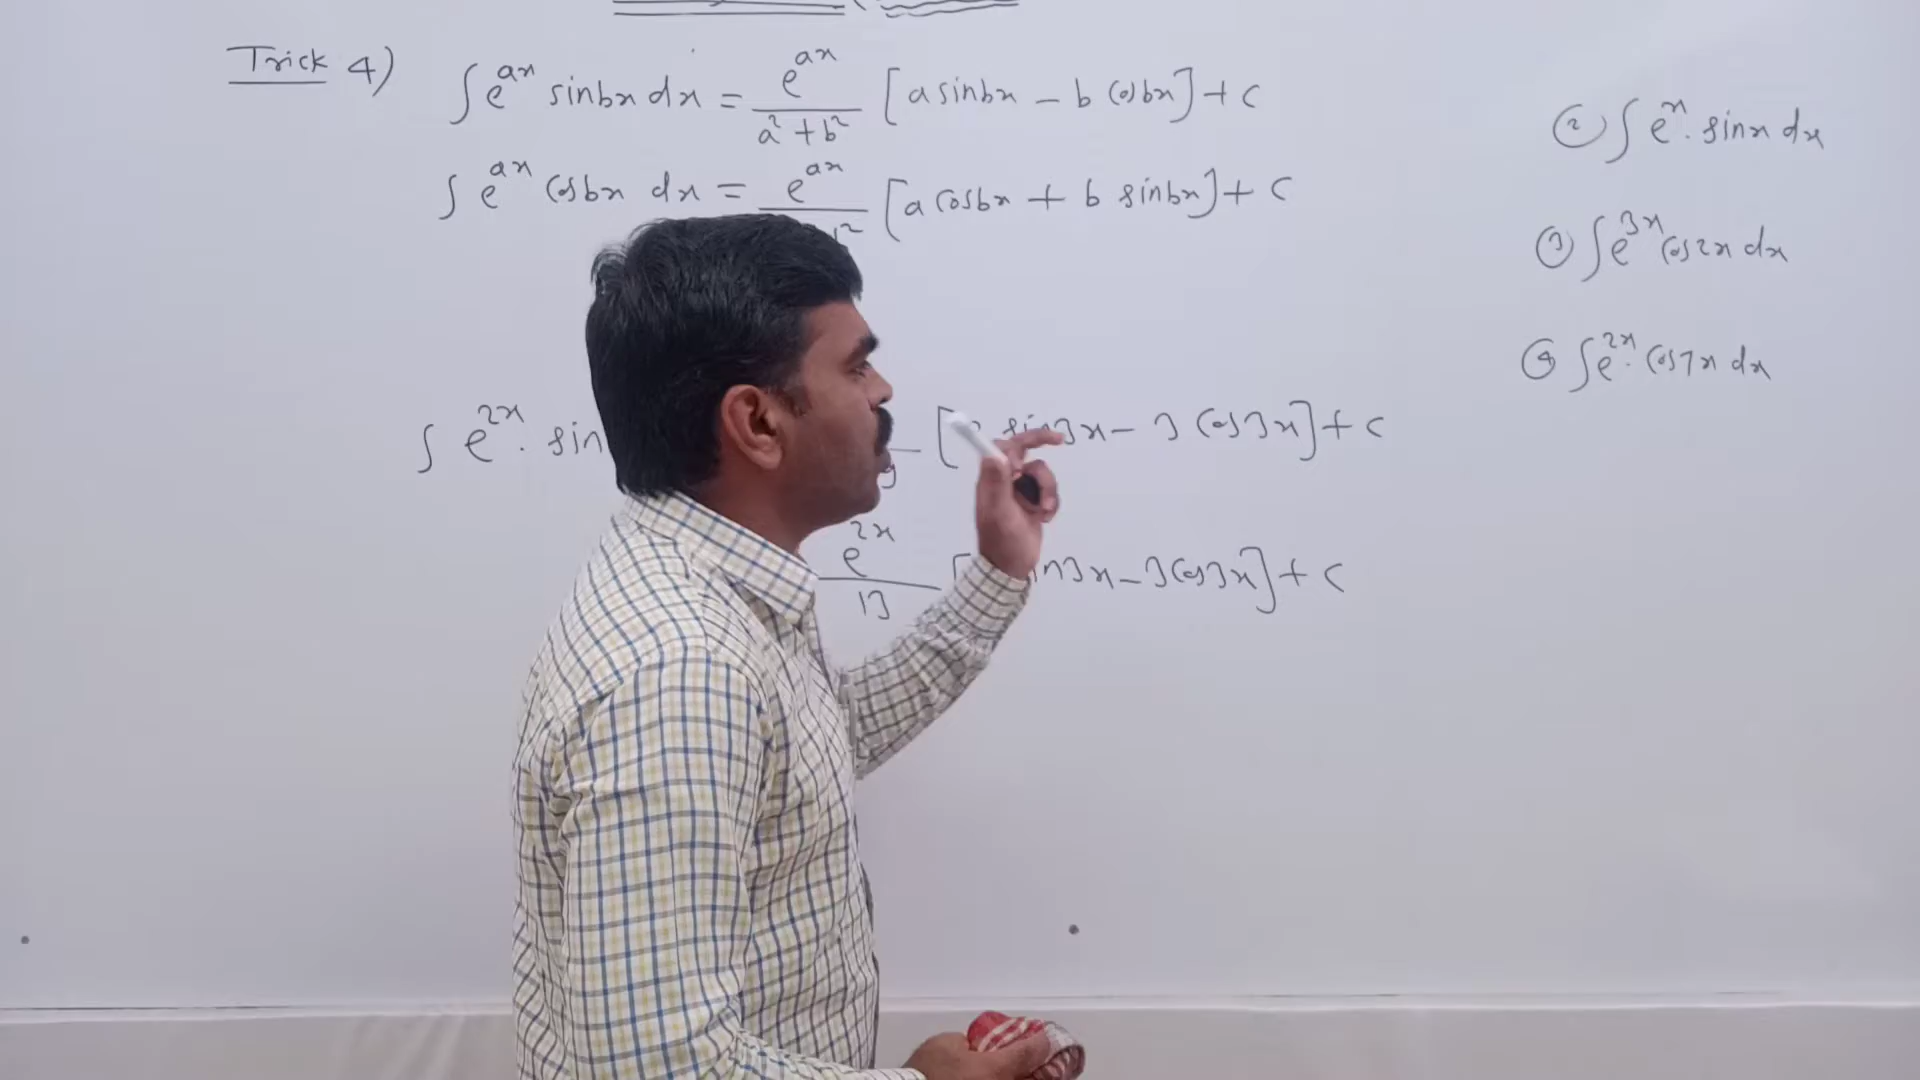 Trick 4)
∫ e^{ax} sinbx dx = e^{ax} / a² + b² [a sinbx - b cosbx] + c
∫ e^{ax} cosbx dx = e^{ax} / [a cosbx + b sinbx] + c
∫ e^{2x} . sin [ sin3x - 3 cos3x] + c
e^{2x} / 13 [ in3x - 3cos3x] + c
② ∫ e^x . sinx dx
③ ∫ e^{3x} cos2x dx
④ ∫ e^{2x} . cos7x dx